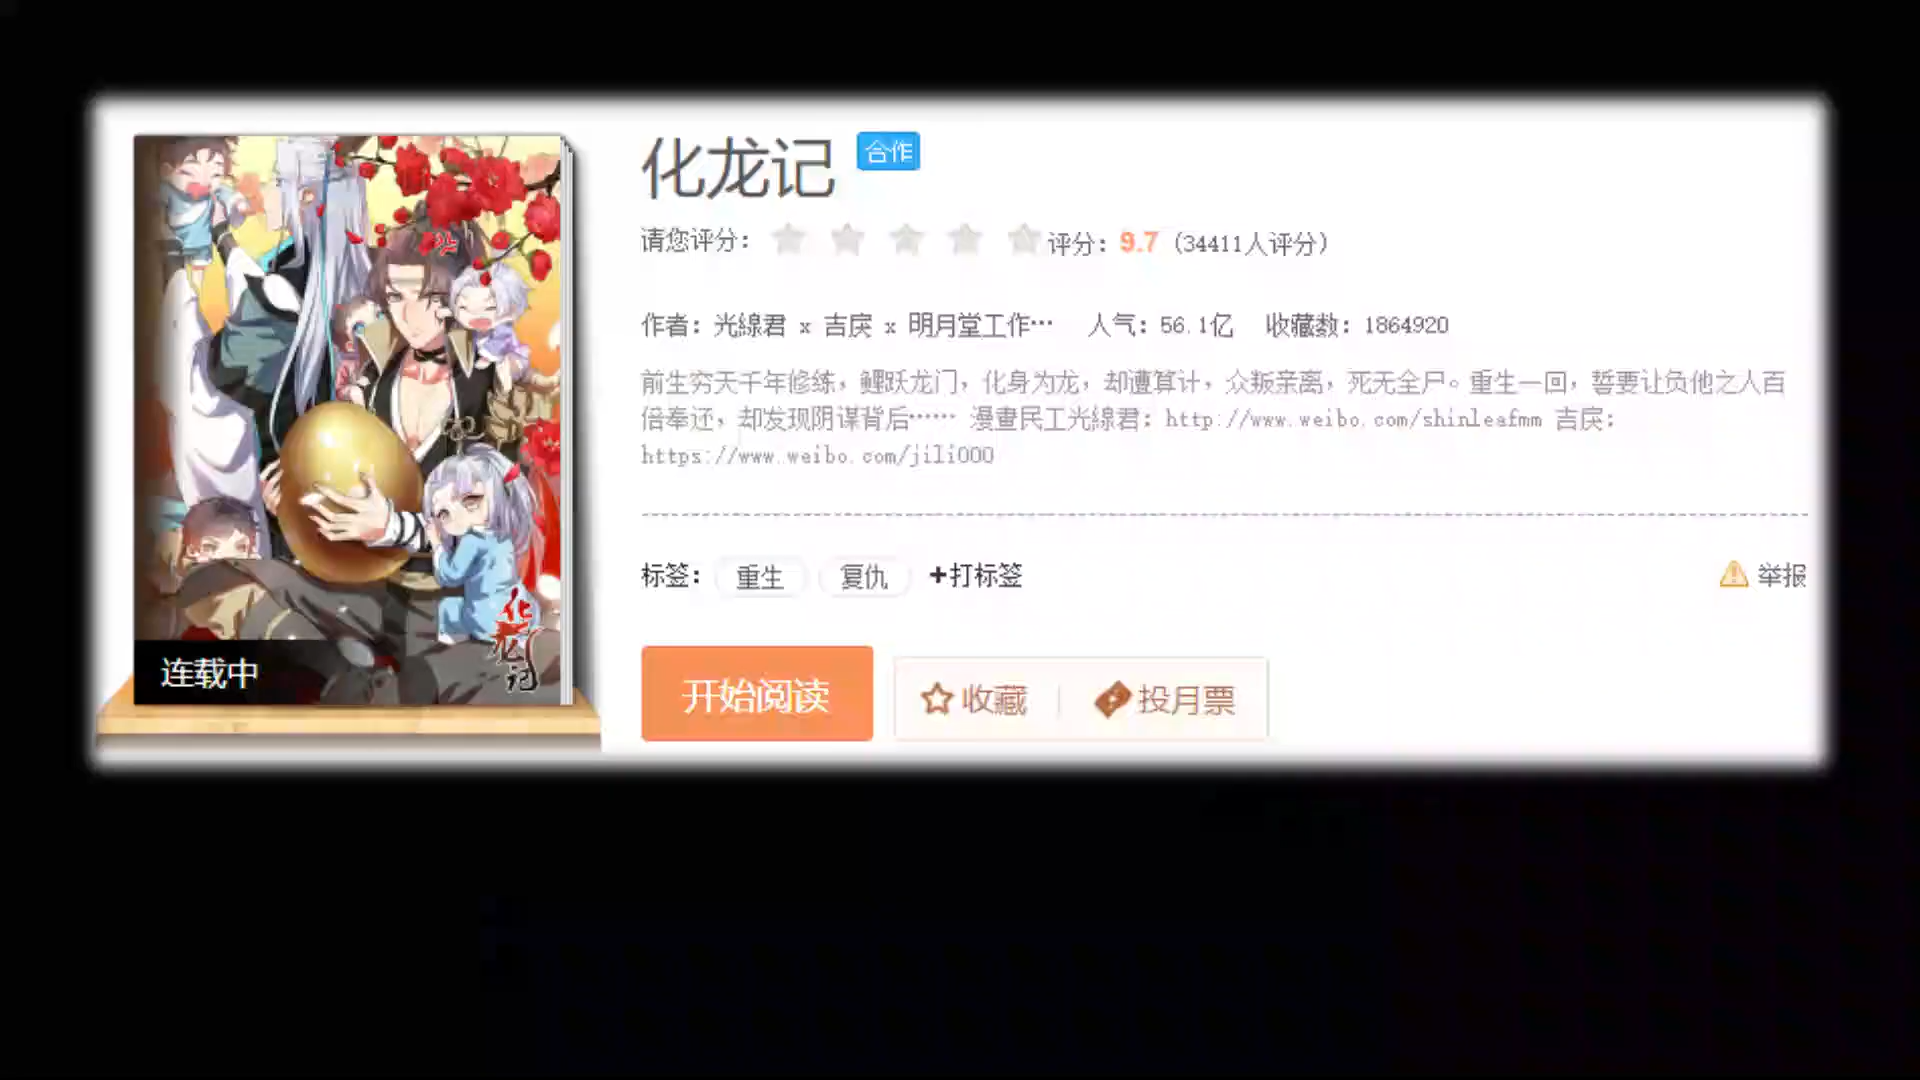 化龙记 合作
请您评分： 评分：9.7（34411人评分）
作者：光線君 x 吉戾 x 明月堂工作… 人气：56.1亿 收藏数：1864920
前生穷天千年修练，鲤跃龙门，化身为龙，却遭算计，众叛亲离，死无全尸。重生一回，誓要让负他之人百
倍奉还，却发现阴谋背后…… 漫畫民工光線君：http://www.weibo.com/shinleafmm 吉戾：
https://www.weibo.com/jili000
标签： 重生 复仇 +打标签 举报
化龙记
连载中
开始阅读 收藏 投月票